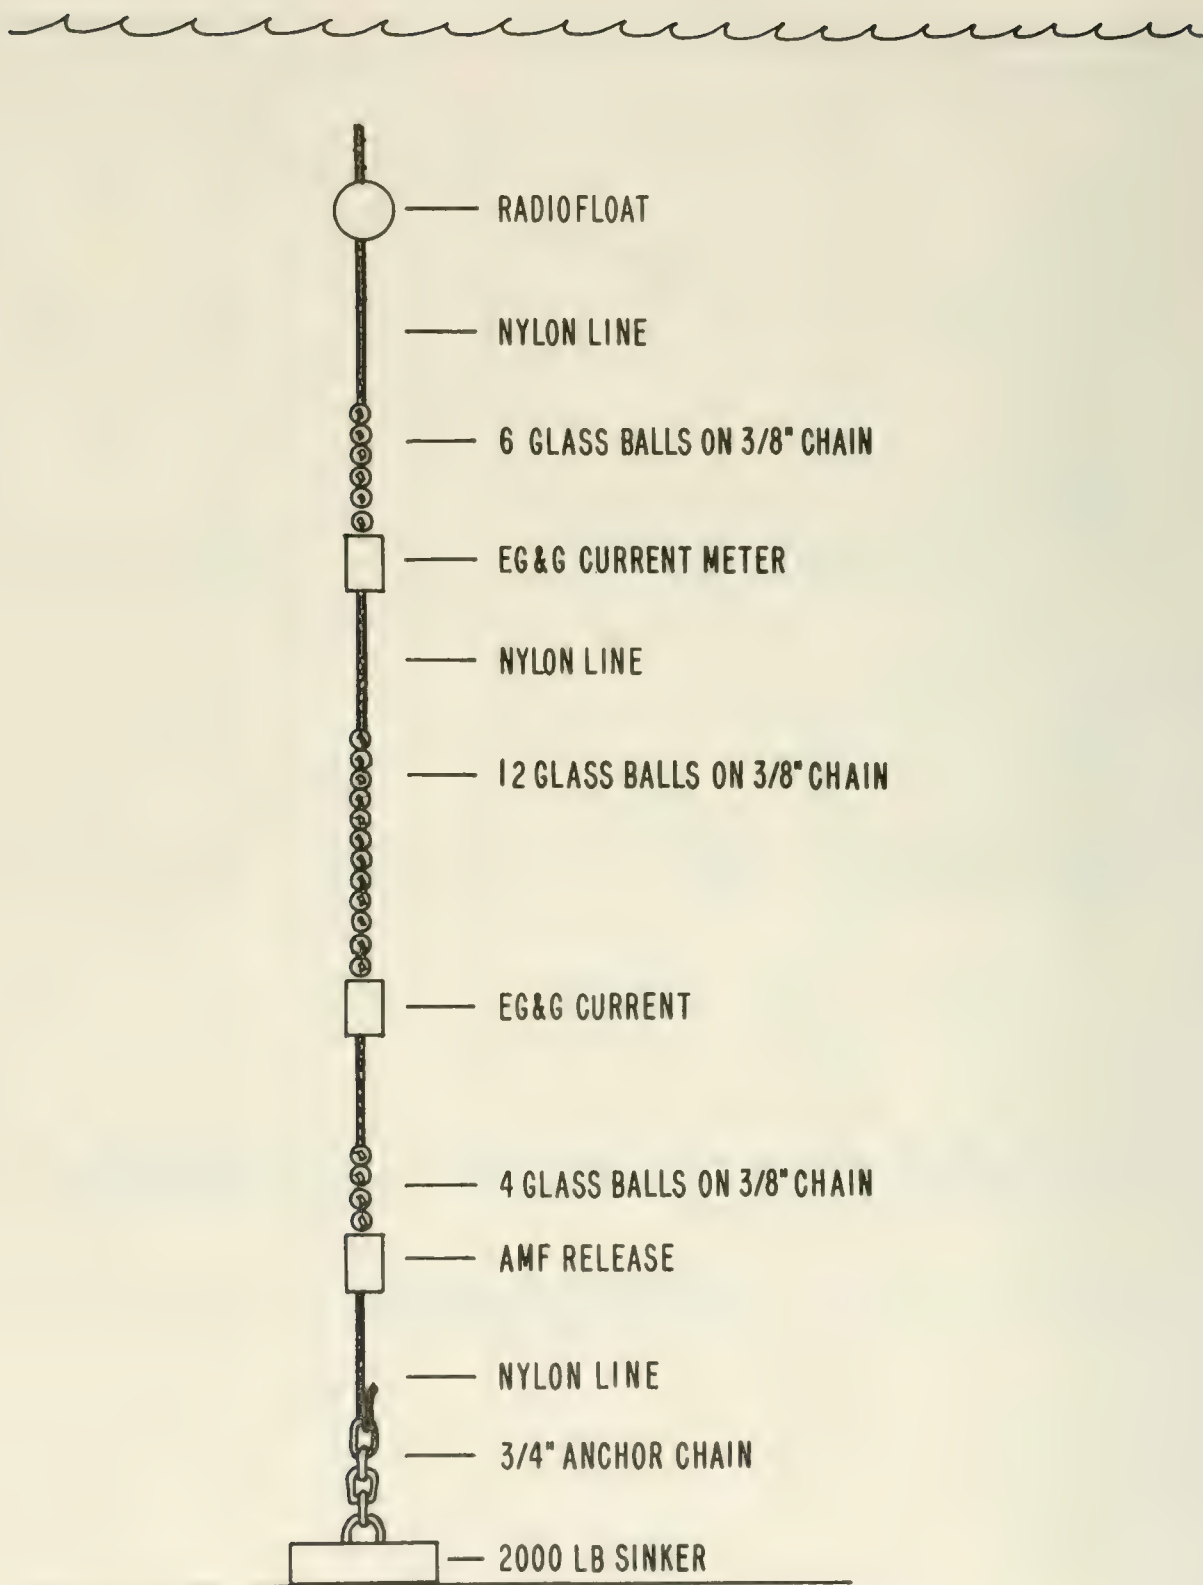 RADIOFLOAT
NYLON LINE
6 GLASS BALLS ON 3/8" CHAIN
EG&G CURRENT METER
NYLON LINE
12 GLASS BALLS ON 3/8" CHAIN
EG&G CURRENT
4 GLASS BALLS ON 3/8" CHAIN
AMF RELEASE
NYLON LINE
3/4" ANCHOR CHAIN
2000 LB SINKER